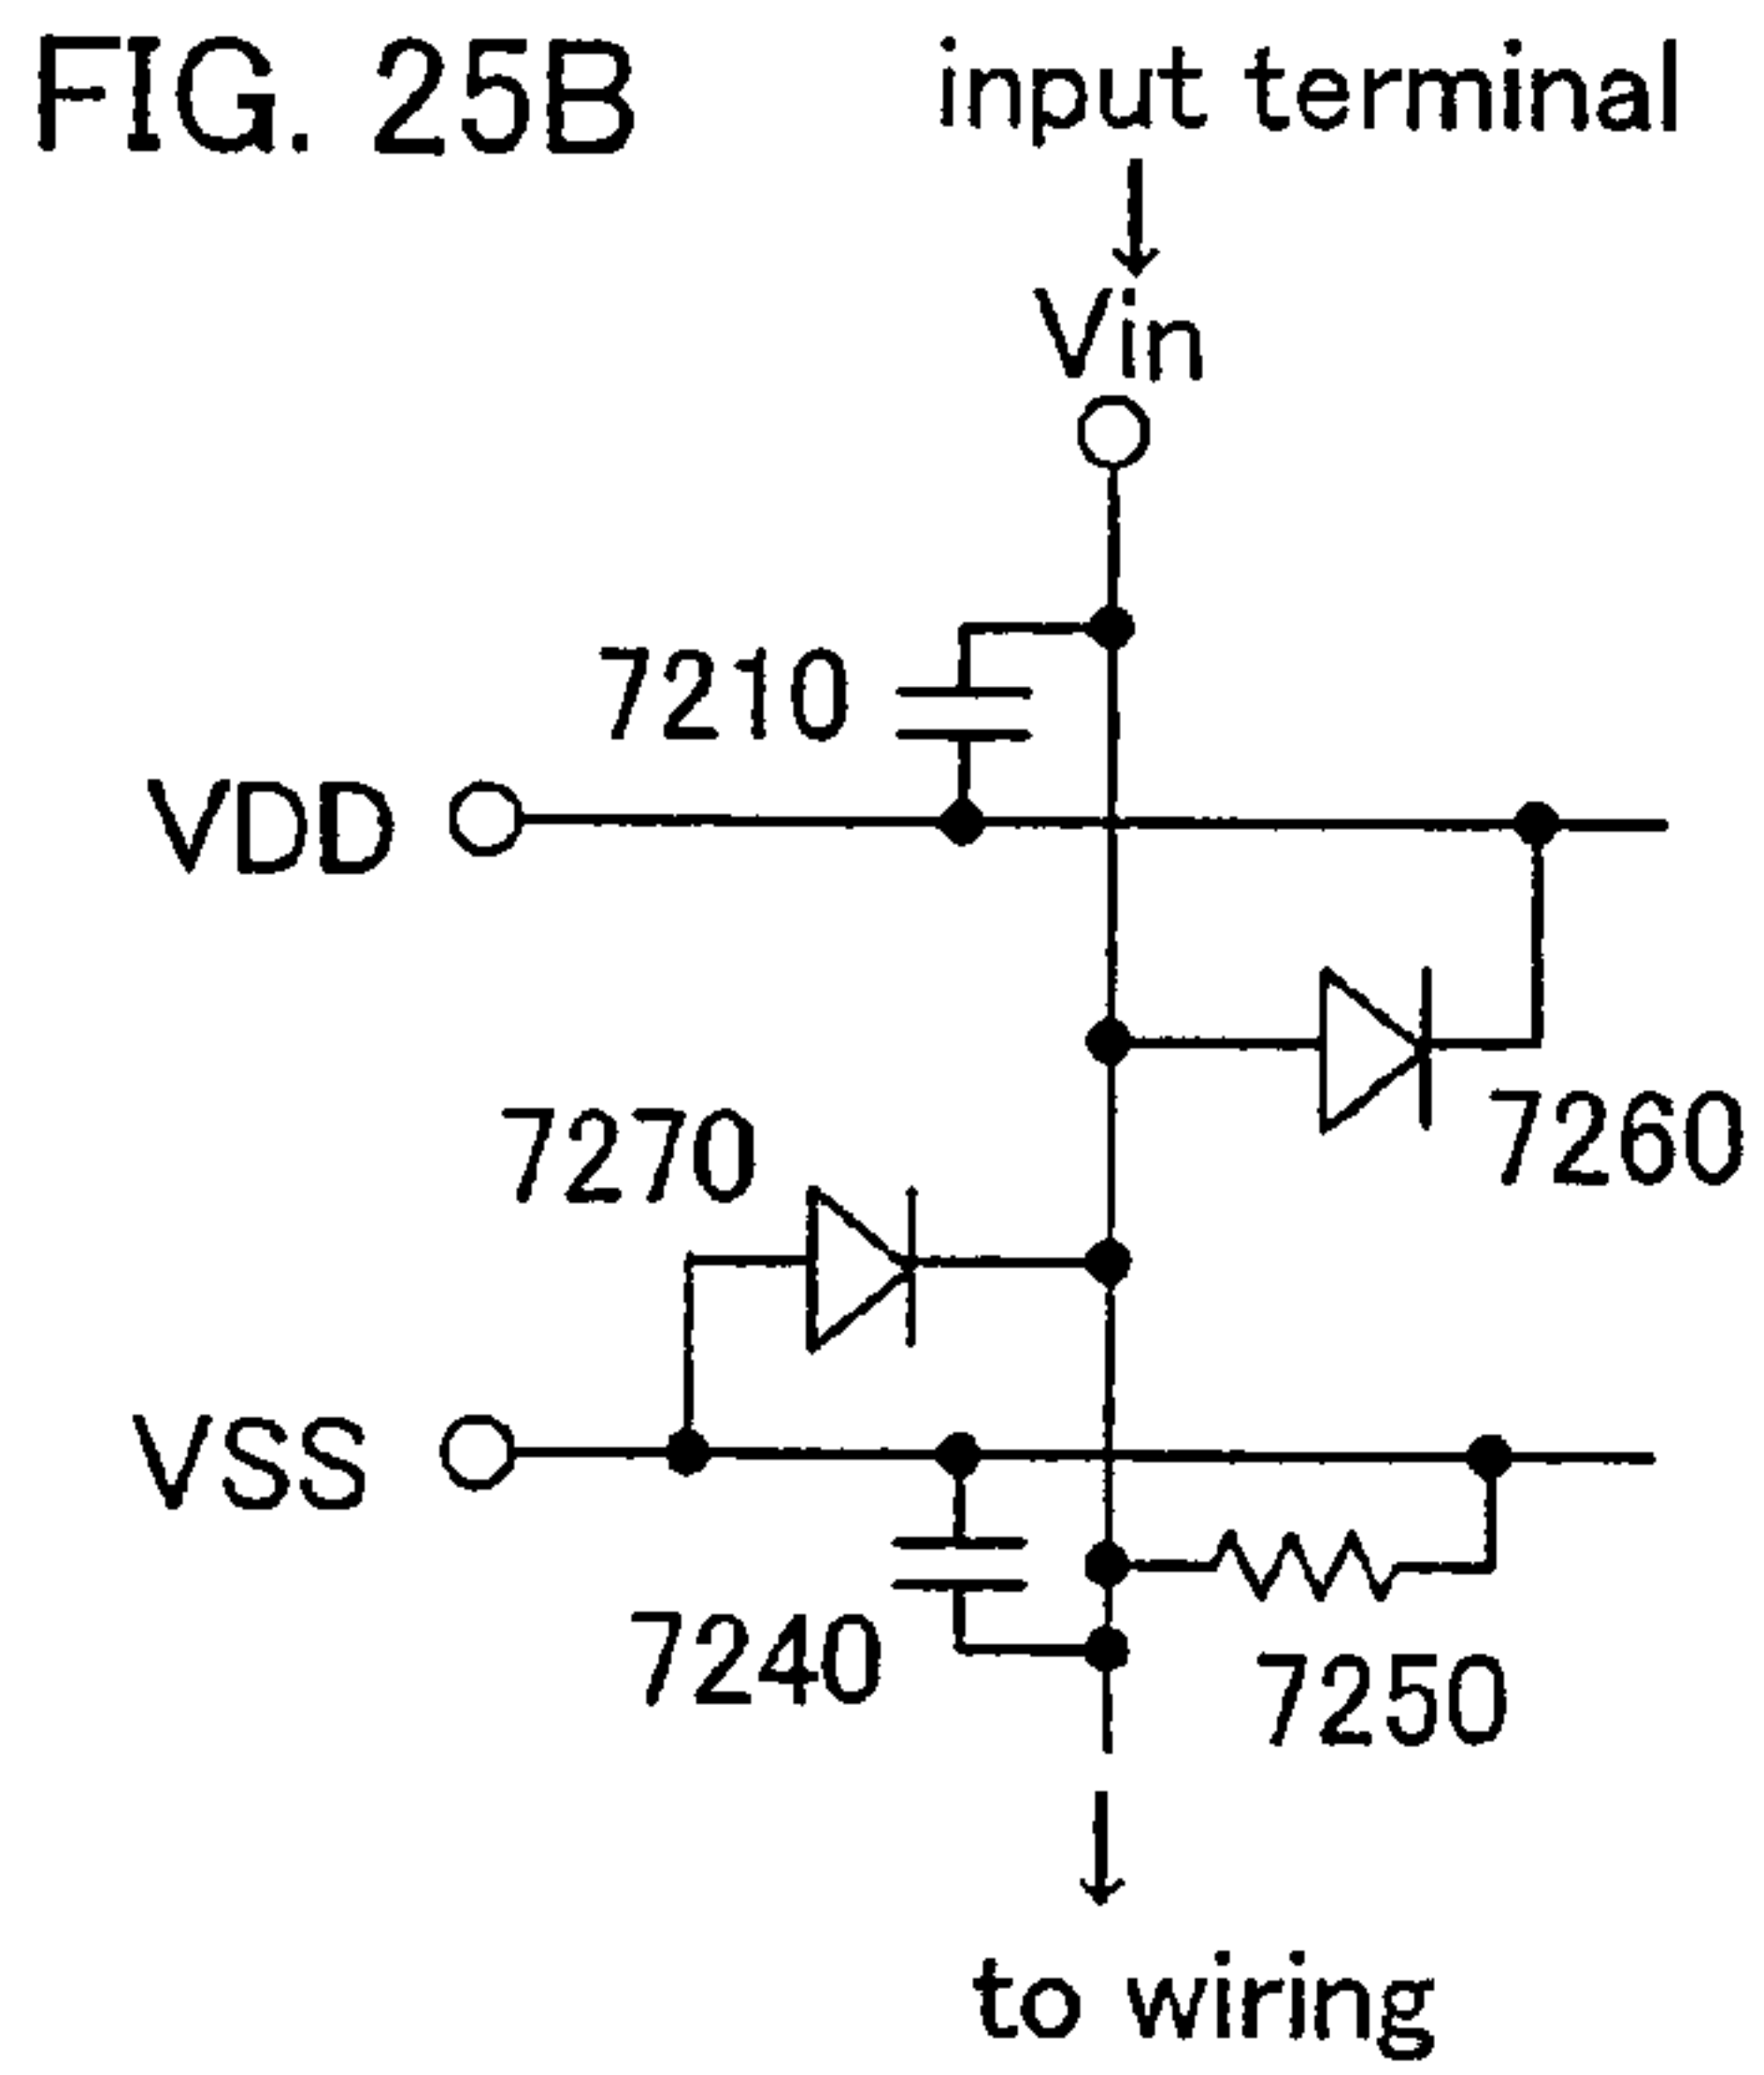 FIG. 25B
input terminal
Vin
7210
VDD
7260
7270
VSS
7240
7250
to wiring